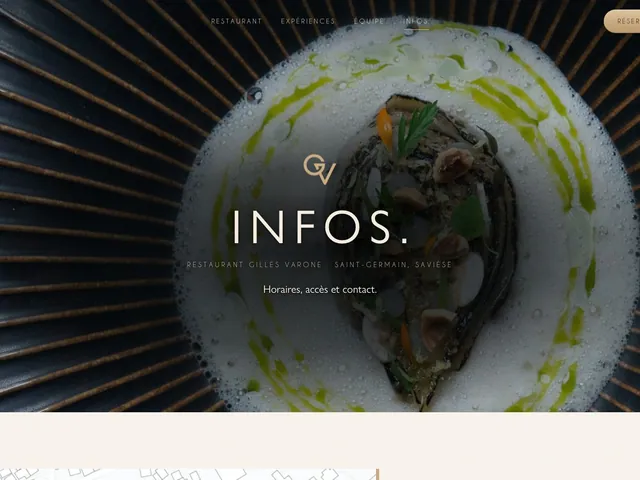 RESTAURANT EXPÉRIENCES ÉQUIPE INFOS
GV
INFOS.
RESTAURANT GILLES VARONE · SAINT-GERMAIN, SAVIÈSE
Horaires, accès et contact.